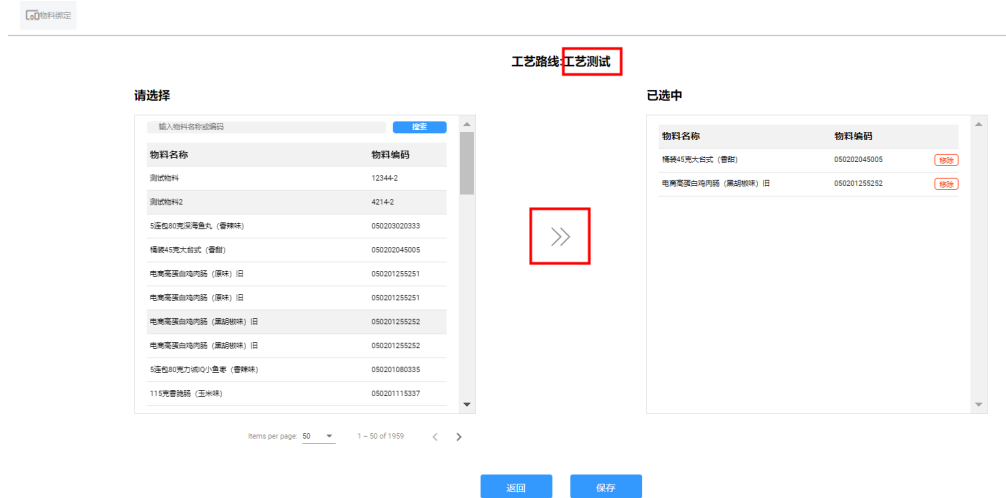 物料绑定
工艺路线:工艺测试
请选择
输入物料名称或编码 搜索
物料名称 物料编码
测试物料 12344-2
测试物料2 4214-2
5连包80克深海鱼丸（香辣味） 050203020333
桶装45克大台式（香甜） 050202045005
电商高蛋白鸡肉肠（原味）旧 050201255251
电商高蛋白鸡肉肠（原味）旧 050201255251
电商高蛋白鸡肉肠（黑胡椒味）旧 050201255252
电商高蛋白鸡肉肠（黑胡椒味）旧 050201255252
5连包80克力诚IQ小鱼枣（香辣味） 050201080335
115克香脆肠（玉米味） 050201115337
Items per page: 50 1 – 50 of 1959
已选中
物料名称 物料编码
桶装45克大台式（香甜） 050202045005 移除
电商高蛋白鸡肉肠（黑胡椒味）旧 050201255252 移除
返回 保存